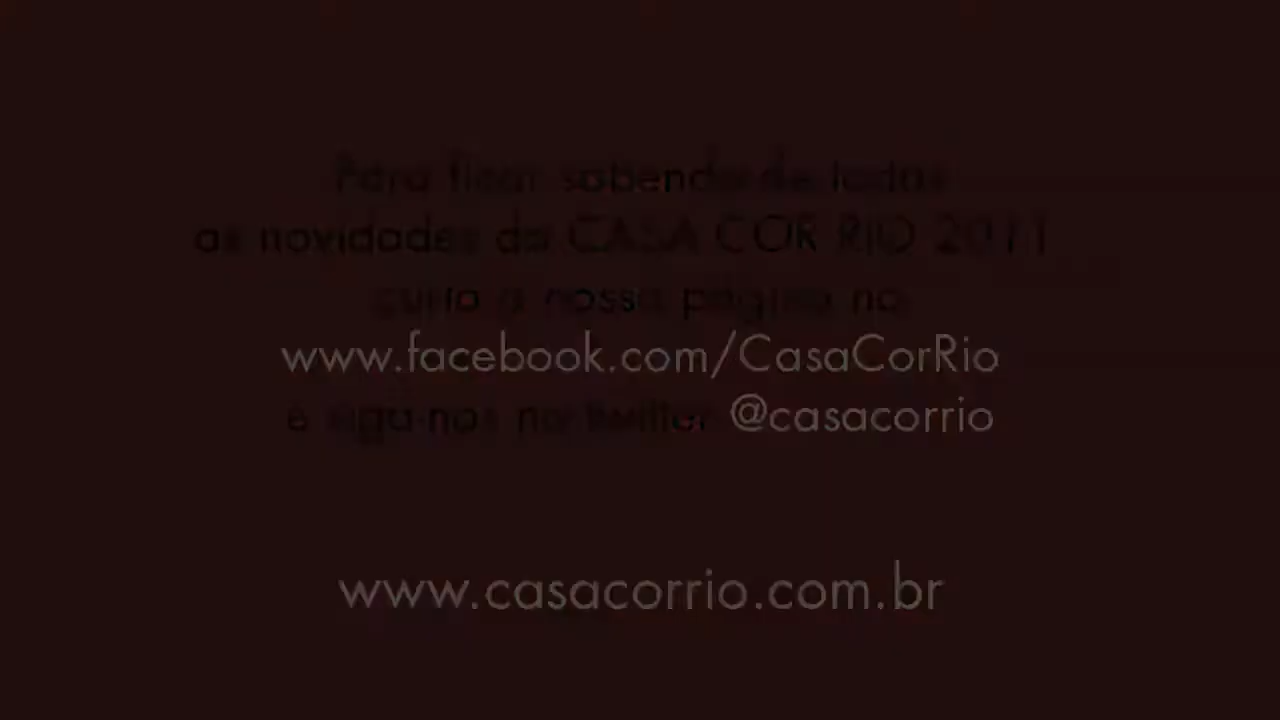 Para ficar sabendo de todas
as novidades da CASA COR RIO 2011
curta a nossa página no
www.facebook.com/CasaCorRio
e siga-nos no twitter @casacorrio
www.casacorrio.com.br